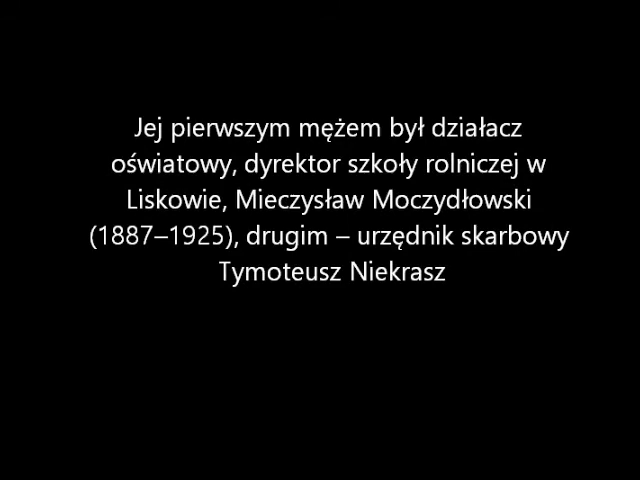 Jej pierwszym mężem był działacz
oświatowy, dyrektor szkoły rolniczej w
Liskowie, Mieczysław Moczydłowski
(1887–1925), drugim – urzędnik skarbowy
Tymoteusz Niekrasz